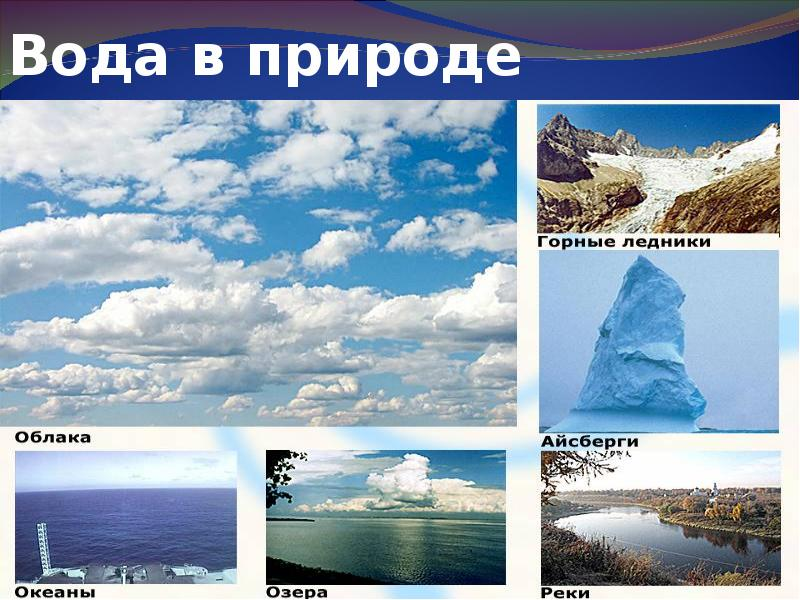 Вода в природе
Горные ледники
Облака
Айсберги
Океаны
Озера
Реки